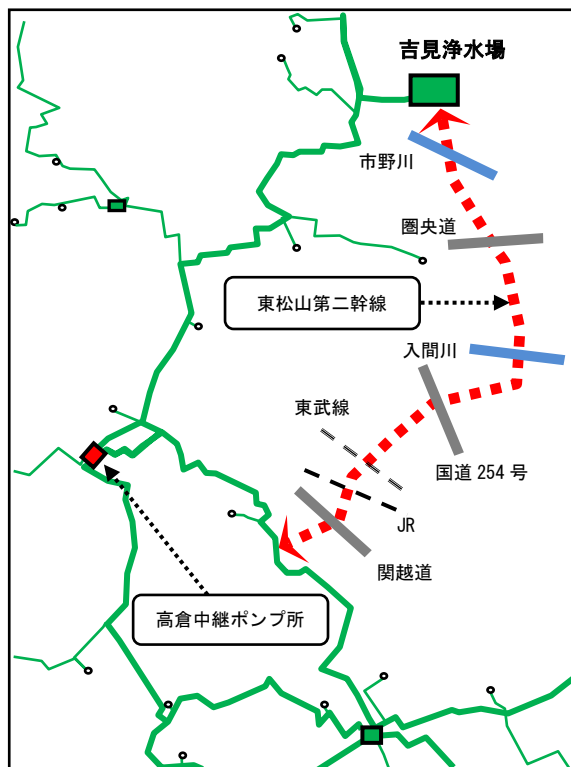 吉見浄水場
市野川
圏央道
東松山第二幹線
入間川
東武線
国道 254 号
JR
関越道
高倉中継ポンプ所